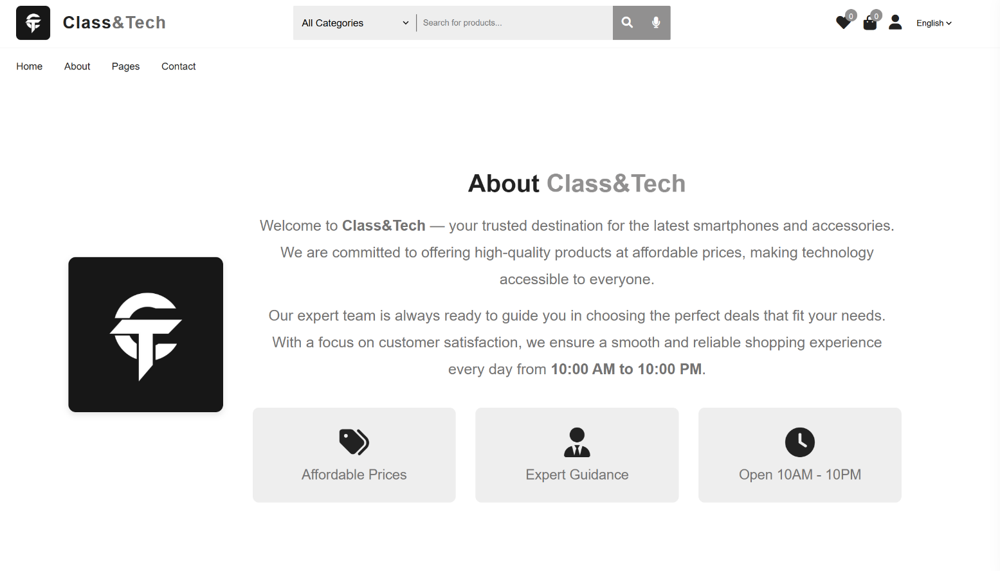 Class&Tech
All Categories
Search for products...
0
0
English
Home
About
Pages
Contact
About Class&Tech
Welcome to Class&Tech — your trusted destination for the latest smartphones and accessories.
We are committed to offering high-quality products at affordable prices, making technology
accessible to everyone.
Our expert team is always ready to guide you in choosing the perfect deals that fit your needs.
With a focus on customer satisfaction, we ensure a smooth and reliable shopping experience
every day from 10:00 AM to 10:00 PM.
Affordable Prices
Expert Guidance
Open 10AM - 10PM